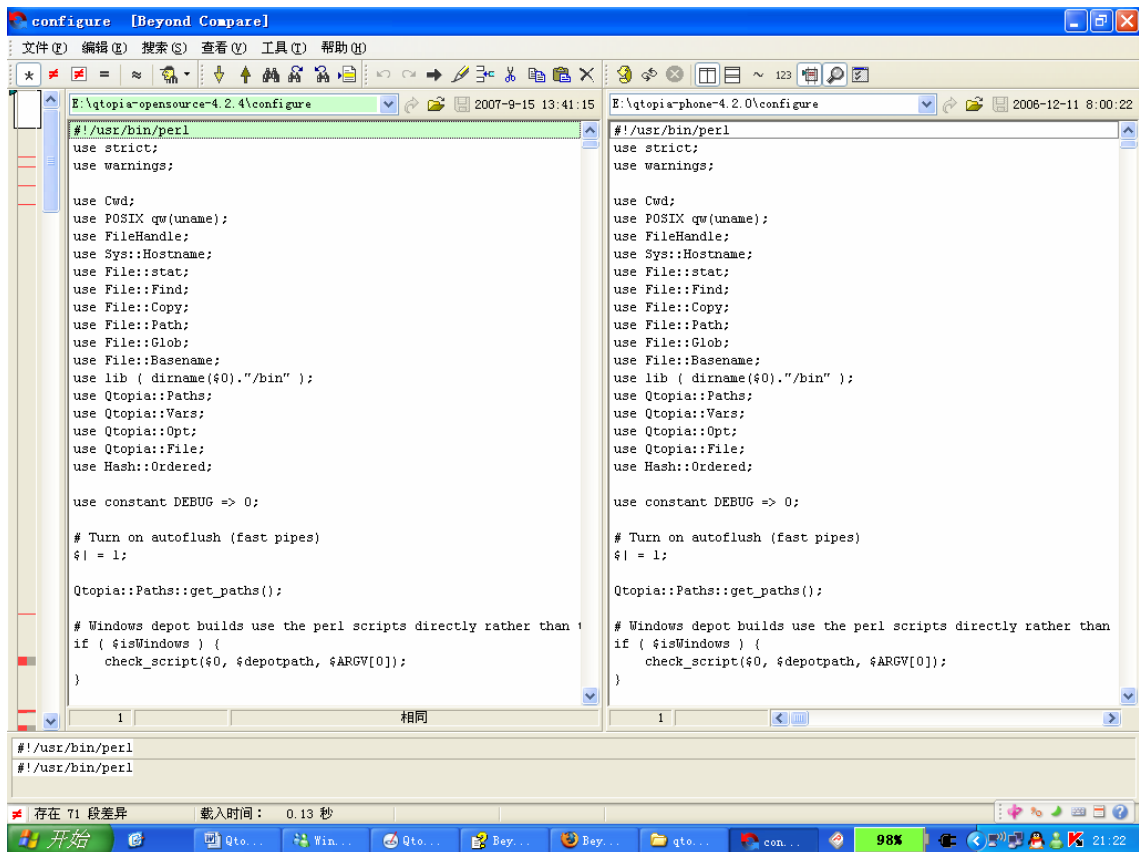 configure [Beyond Compare]
文件(F) 编辑(E) 搜索(S) 查看(V) 工具(T) 帮助(H)
123
E:\qtopia-opensource-4.2.4\configure 2007-9-15 13:41:15
#!/usr/bin/perl
use strict;
use warnings;
use Cwd;
use POSIX qw(uname);
use FileHandle;
use Sys::Hostname;
use File::stat;
use File::Find;
use File::Copy;
use File::Path;
use File::Glob;
use File::Basename;
use lib ( dirname($0)."/bin" );
use Qtopia::Paths;
use Qtopia::Vars;
use Qtopia::Opt;
use Qtopia::File;
use Hash::Ordered;
use constant DEBUG => 0;
# Turn on autoflush (fast pipes)
$| = 1;
Qtopia::Paths::get_paths();
# Windows depot builds use the perl scripts directly rather than t
if ( $isWindows ) {
check_script($0, $depotpath, $ARGV[0]);
}
1 相同
E:\qtopia-phone-4.2.0\configure 2006-12-11 8:00:22
#!/usr/bin/perl
use strict;
use warnings;
use Cwd;
use POSIX qw(uname);
use FileHandle;
use Sys::Hostname;
use File::stat;
use File::Find;
use File::Copy;
use File::Path;
use File::Glob;
use File::Basename;
use lib ( dirname($0)."/bin" );
use Qtopia::Paths;
use Qtopia::Vars;
use Qtopia::Opt;
use Qtopia::File;
use Hash::Ordered;
use constant DEBUG => 0;
# Turn on autoflush (fast pipes)
$| = 1;
Qtopia::Paths::get_paths();
# Windows depot builds use the perl scripts directly rather than
if ( $isWindows ) {
check_script($0, $depotpath, $ARGV[0]);
}
1
#!/usr/bin/perl
#!/usr/bin/perl
存在 71 段差异 载入时间： 0.13 秒
开始 Qto... Win... Qto... Bey... Bey... qto... con... 98% 21:22